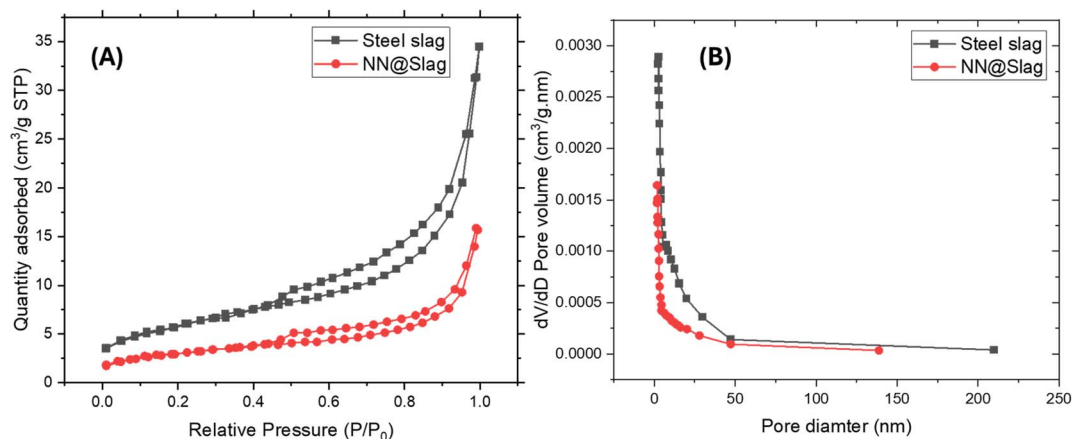 (A)
Steel slag
NN@Slag
Quantity adsorbed (cm³/g STP)
35
30
25
20
15
10
5
0
0.0 0.2 0.4 0.6 0.8 1.0
Relative Pressure (P/P₀)
(B)
Steel slag
NN@Slag
dV/dD Pore volume (cm³/g.nm)
0.0030
0.0025
0.0020
0.0015
0.0010
0.0005
0.0000
0 50 100 150 200 250
Pore diamter (nm)